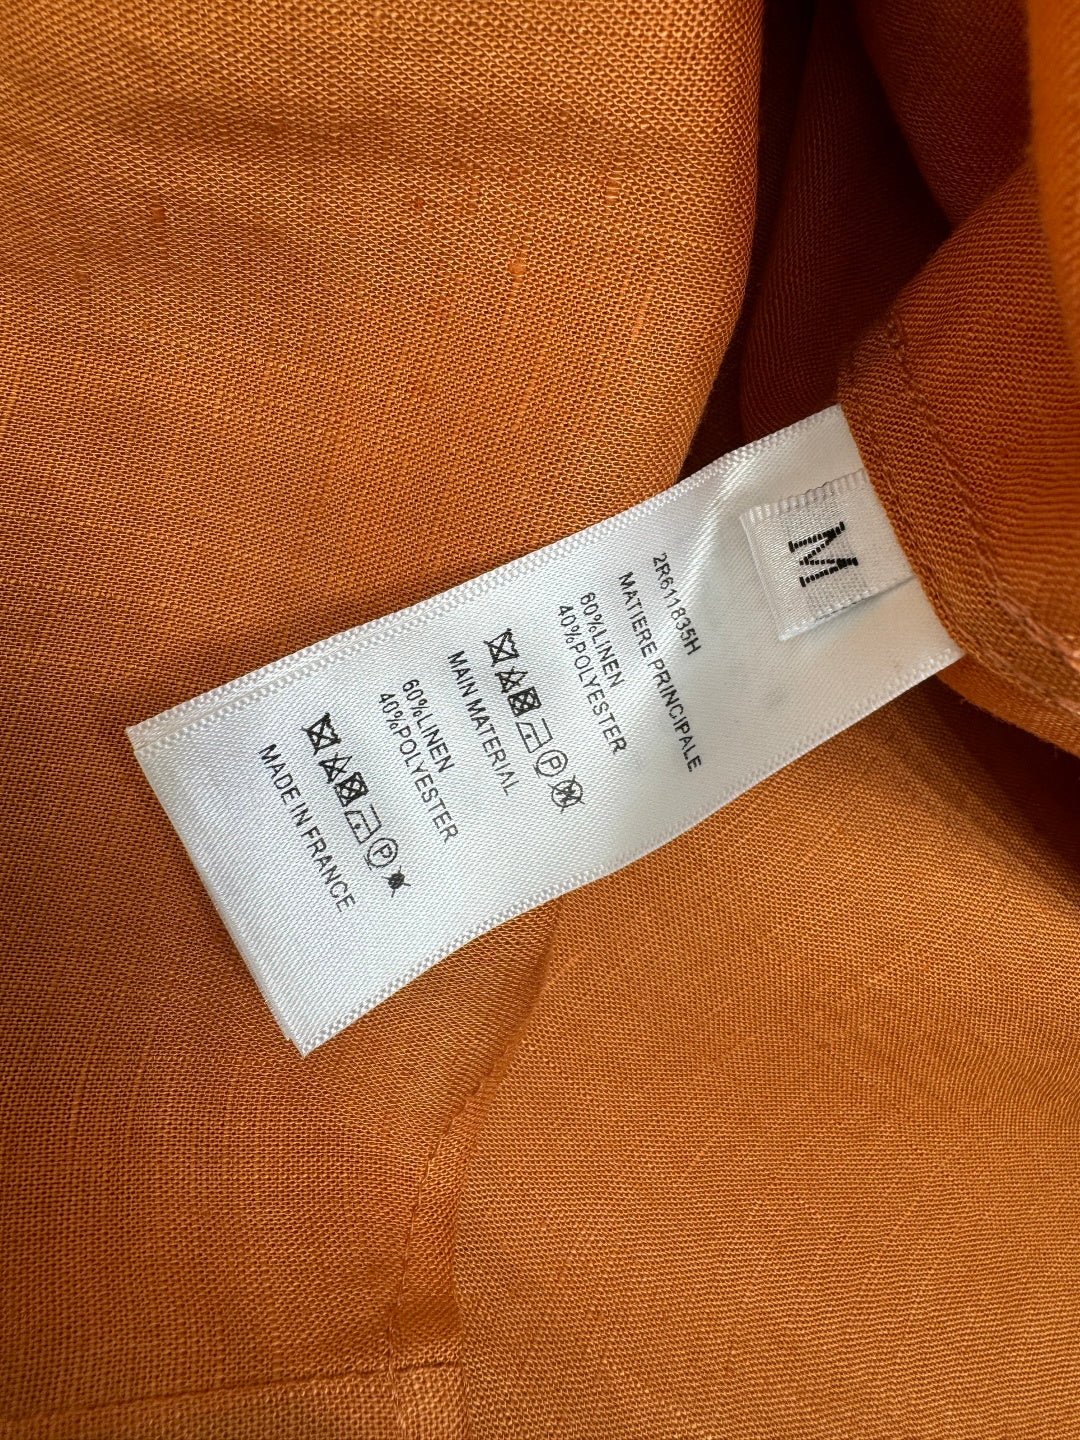 M
2R611835H
MATIERE PRINCIPALE
60%LINEN
40%POLYESTER
P
MAIN MATERIAL
60%LINEN
40%POLYESTER
P
MADE IN FRANCE